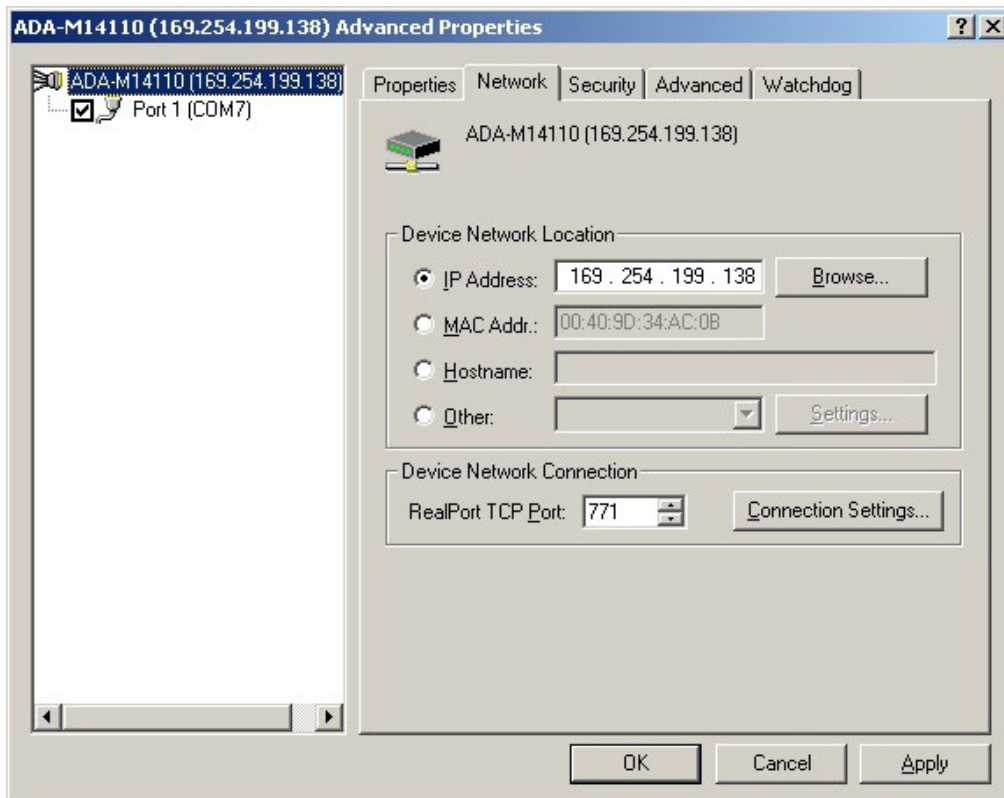 ADA-M14110 (169.254.199.138) Advanced Properties
ADA-M14110 (169.254.199.138)
Port 1 (COM7)
Properties Network Security Advanced Watchdog
ADA-M14110 (169.254.199.138)
Device Network Location
IP Address: 169 . 254 . 199 . 138 Browse...
MAC Addr.: 00:40:9D:34:AC:0B
Hostname:
Other: Settings...
Device Network Connection
RealPort TCP Port: 771 Connection Settings...
OK Cancel Apply